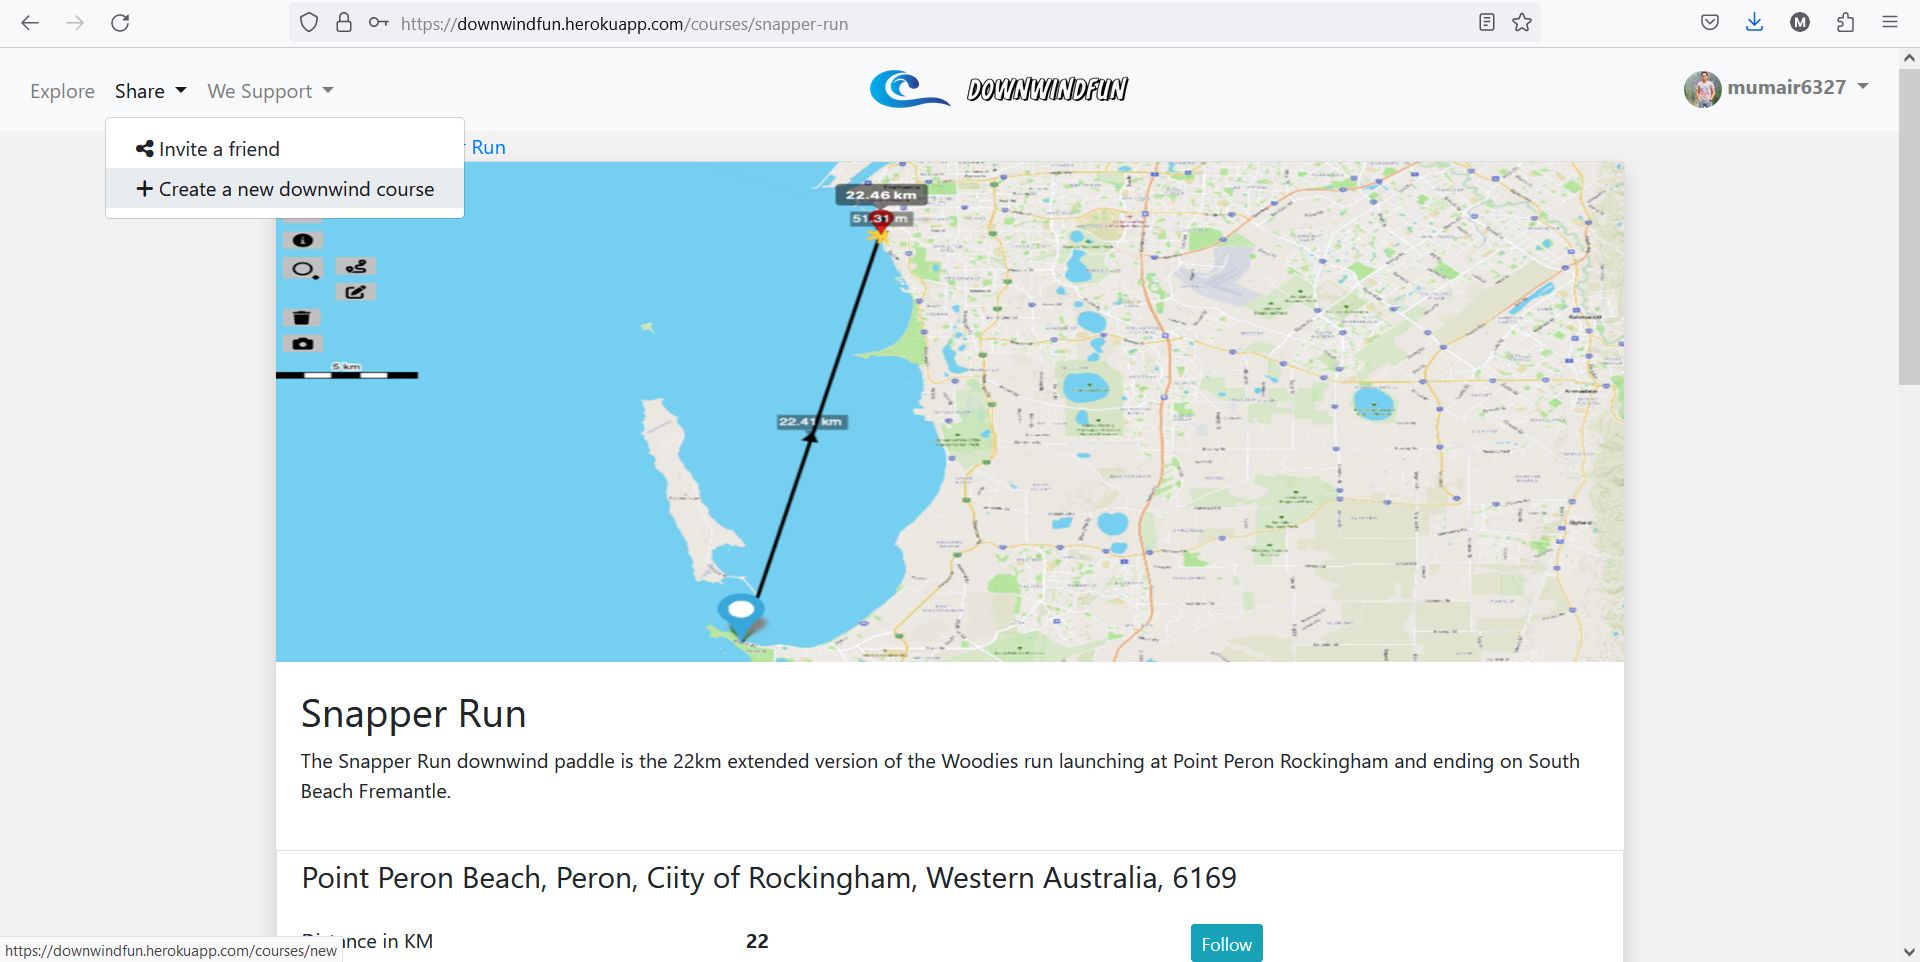 https://downwindfun.herokuapp.com/courses/snapper-run
M
Explore Share We Support
DOWNWINDFUN
mumair6327
Invite a friend
Run
Create a new downwind course
22.46 km
51.31 m
5 km
22.41 km
Snapper Run
The Snapper Run downwind paddle is the 22km extended version of the Woodies run launching at Point Peron Rockingham and ending on South
Beach Fremantle.
Point Peron Beach, Peron, Ciity of Rockingham, Western Australia, 6169
Distance in KM 22 Follow
https://downwindfun.herokuapp.com/courses/new